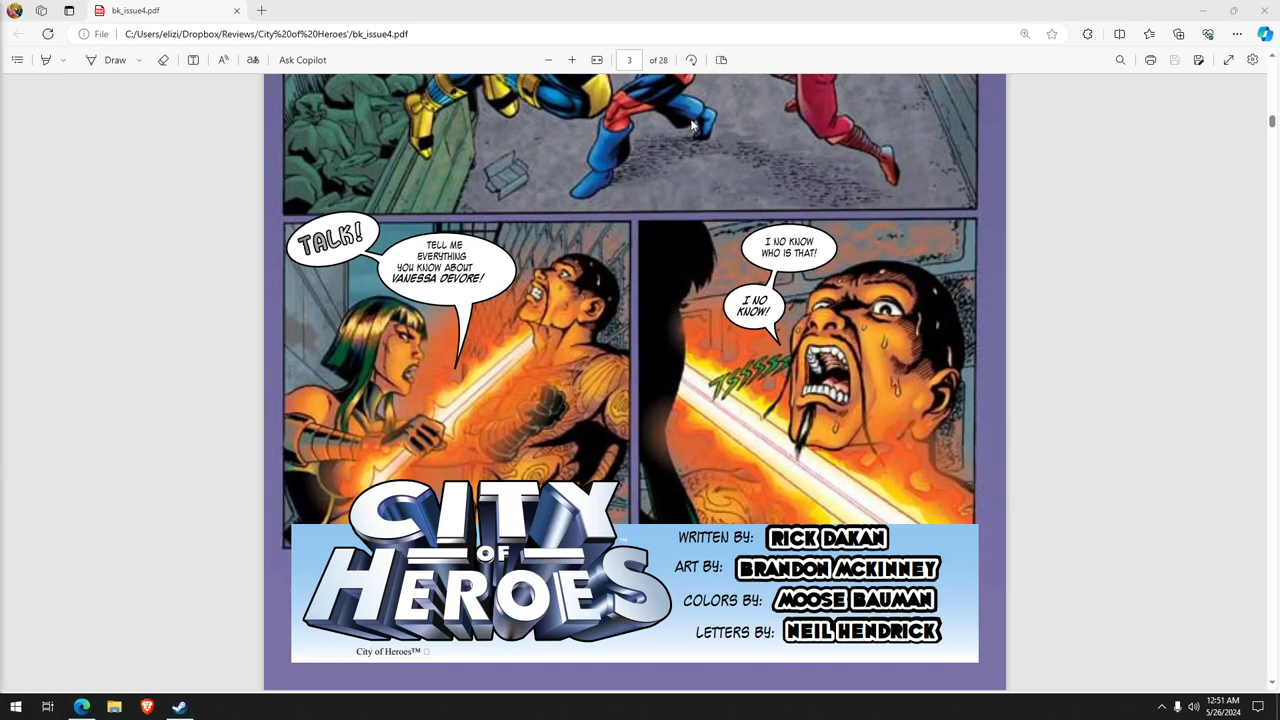 bk_issue4.pdf
File
C:/Users/elizi/Dropbox/Reviews/City%20of%20Heroes'/bk_issue4.pdf
Draw
Ask Copilot
3 of 28
TALK!
TELL ME
EVERYTHING
YOU KNOW ABOUT
VANESSA DEVORE!
I NO KNOW
WHO IS THAT!
I NO
KNOW!
TSSSSSS
CITY
OF
HEROES™
WRITTEN BY: RICK DAKAN
ART BY: BRANDON MCKINNEY
COLORS BY: MOOSE BAUMAN
LETTERS BY: NEIL HENDRICK
City of Heroes™
12:51 AM
5/26/2024